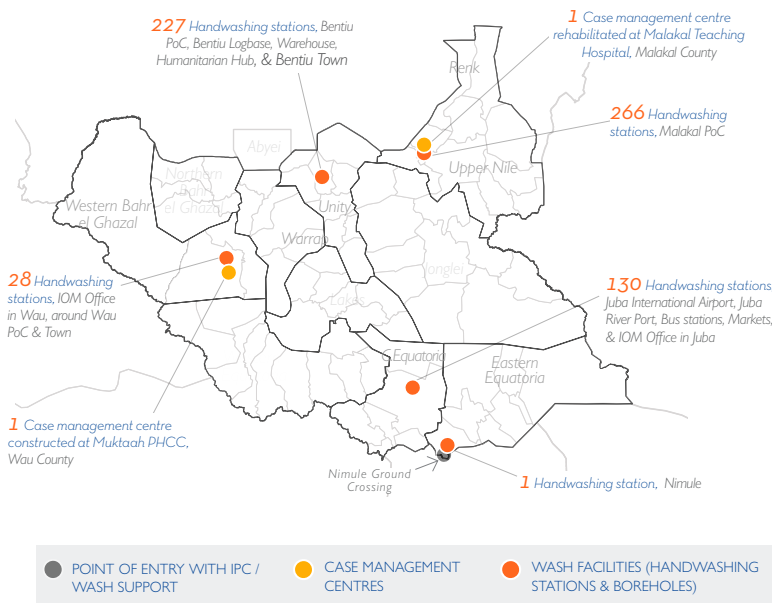 227 Handwashing stations, Bentiu
PoC, Bentiu Logbase, Warehouse,
Humanitarian Hub, & Bentiu Town
1 Case management centre
rehabilitated at Malakal Teaching
Hospital, Malakal County
266 Handwashing
stations, Malakal PoC
Renk
Abyei
Upper Nile
Northern
Bahr
el Ghazal
Western Bahr
el Ghazal
Unity
Warrap
28 Handwashing
stations, IOM Office
in Wau, around Wau
PoC & Town
Jonglei
Lakes
130 Handwashing stations
Juba International Airport, Juba
River Port, Bus stations, Markets,
& IOM Office in Juba
C.Equatoria
Eastern
Equatoria
1 Case management centre
constructed at Muktaah PHCC,
Wau County
Nimule Ground
Crossing
1 Handwashing station, Nimule
POINT OF ENTRY WITH IPC /
WASH SUPPORT
CASE MANAGEMENT
CENTRES
WASH FACILITIES (HANDWASHING
STATIONS & BOREHOLES)